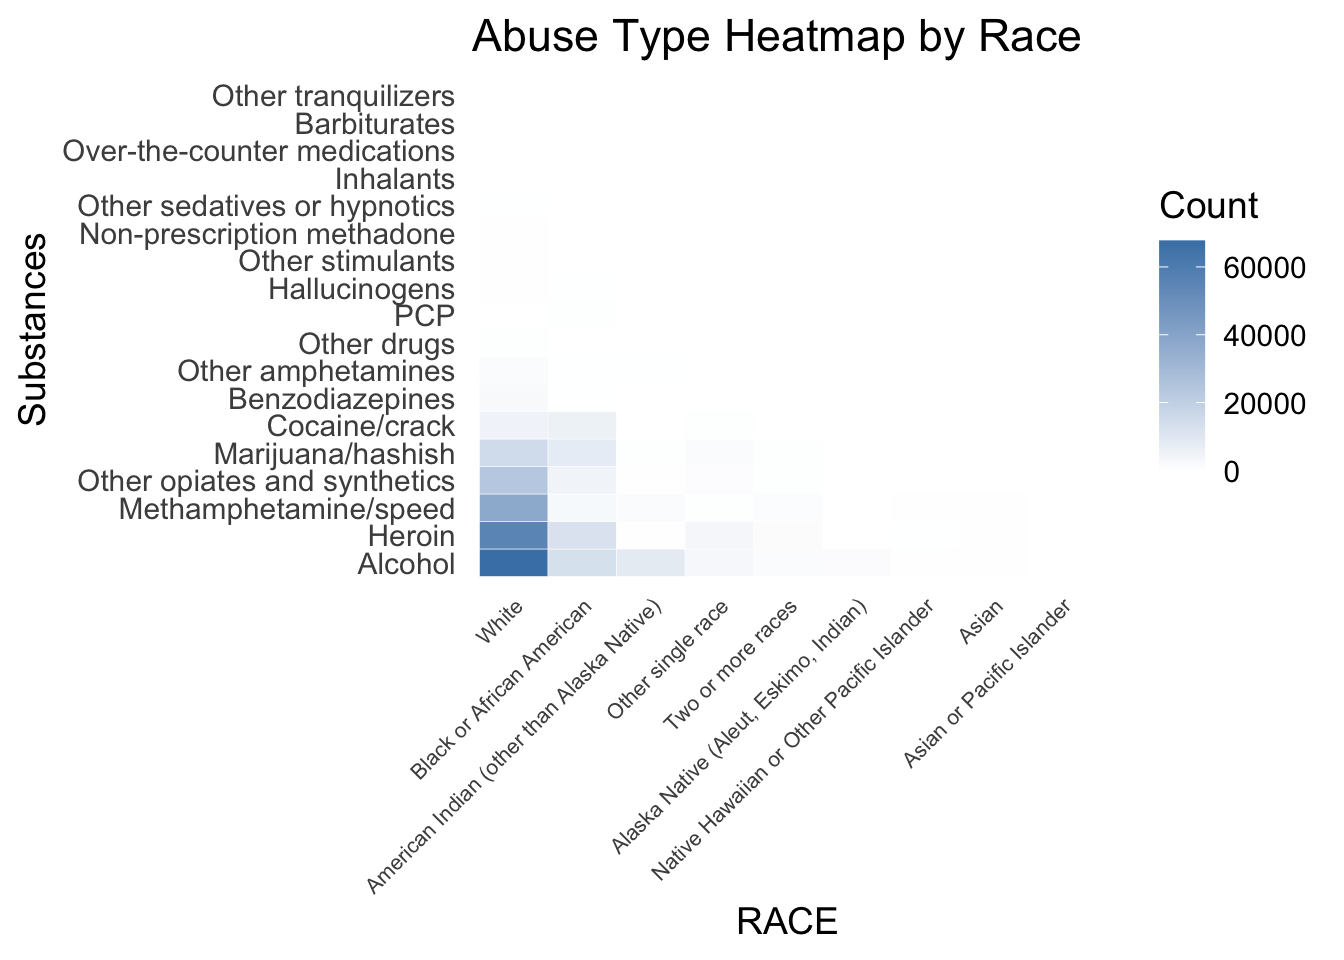 Abuse Type Heatmap by Race
Substances
Other tranquilizers
Barbiturates
Over-the-counter medications
Inhalants
Other sedatives or hypnotics
Non-prescription methadone
Other stimulants
Hallucinogens
PCP
Other drugs
Other amphetamines
Benzodiazepines
Cocaine/crack
Marijuana/hashish
Other opiates and synthetics
Methamphetamine/speed
Heroin
Alcohol
White
Black or African American
American Indian (other than Alaska Native)
Other single race
Two or more races
Alaska Native (Aleut, Eskimo, Indian)
Native Hawaiian or Other Pacific Islander
Asian
Asian or Pacific Islander
RACE
Count
60000
40000
20000
0